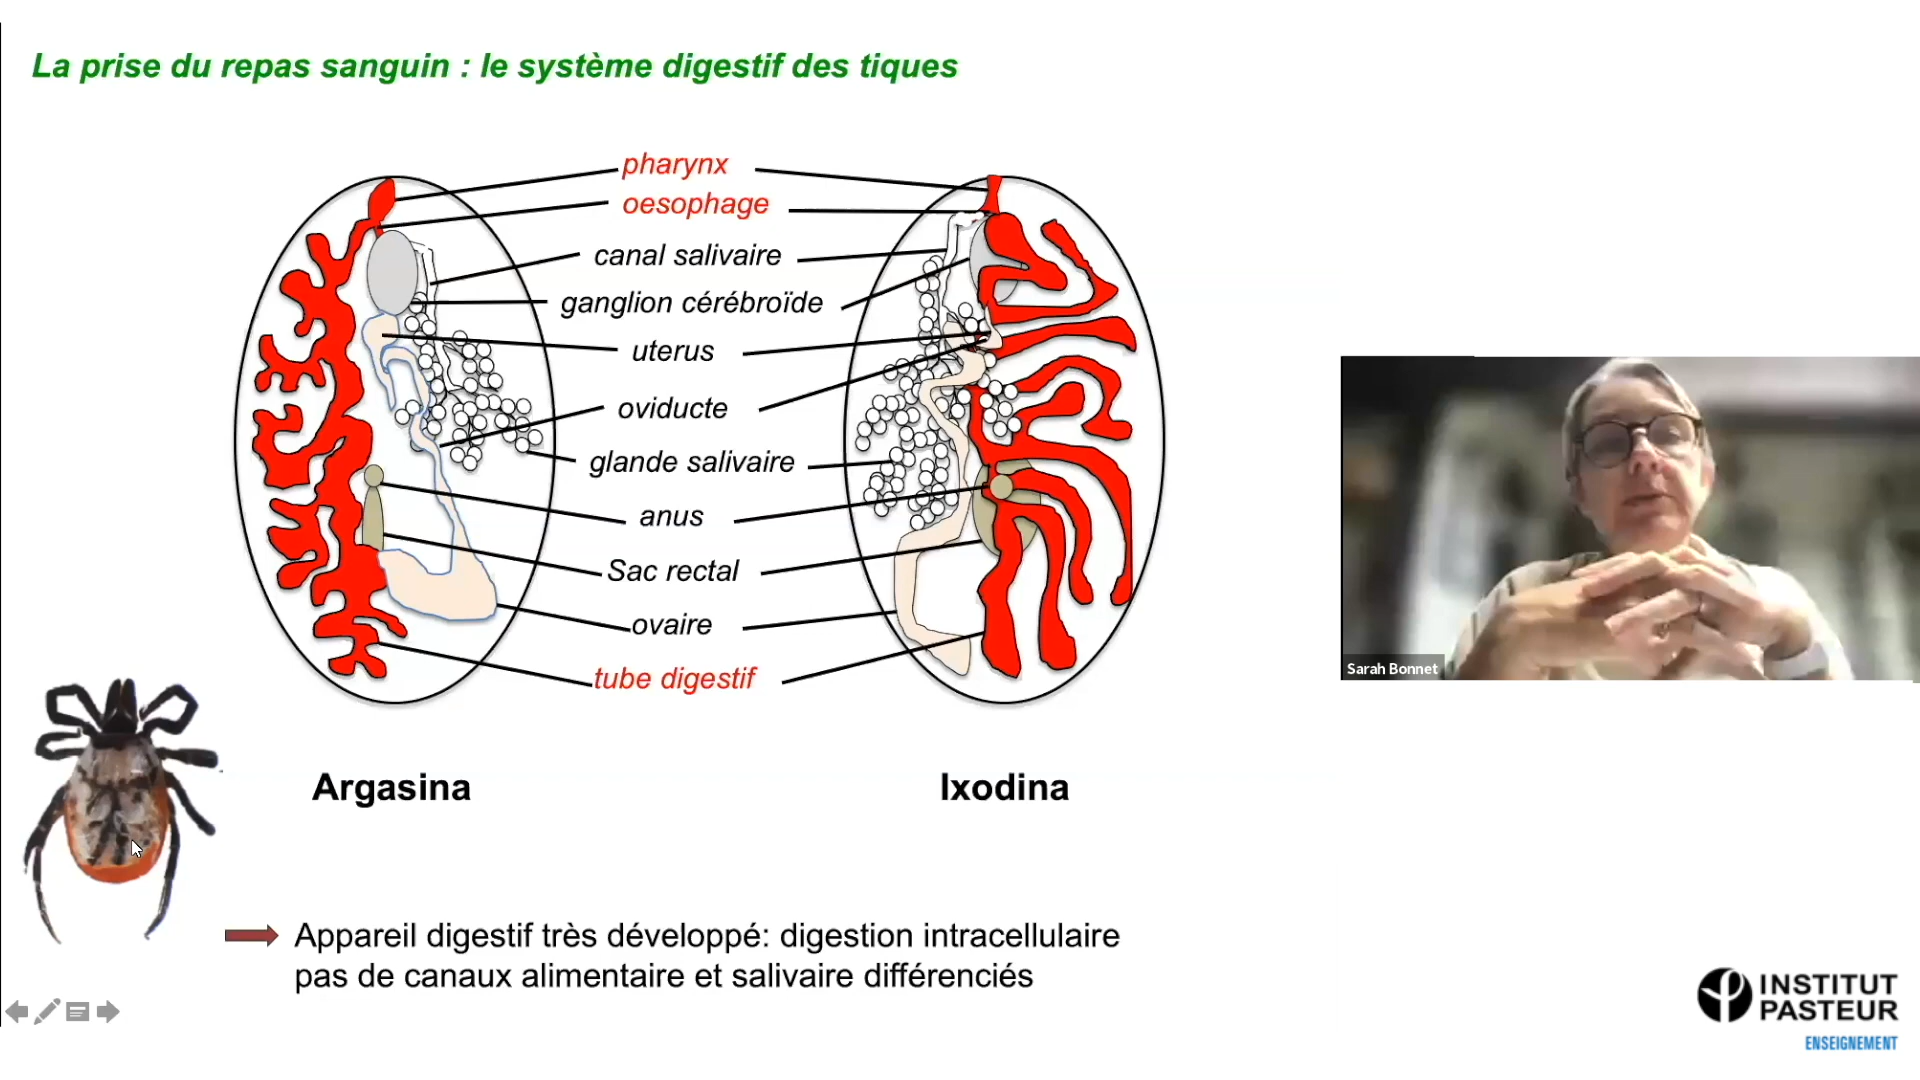 La prise du repas sanguin : le système digestif des tiques
pharynx
oesophage
canal salivaire
ganglion cérébroïde
uterus
oviducte
glande salivaire
anus
Sac rectal
ovaire
tube digestif
Argasina
Ixodina
Appareil digestif très développé: digestion intracellulaire
pas de canaux alimentaire et salivaire différenciés
Sarah Bonnet
INSTITUT
PASTEUR
ENSEIGNEMENT